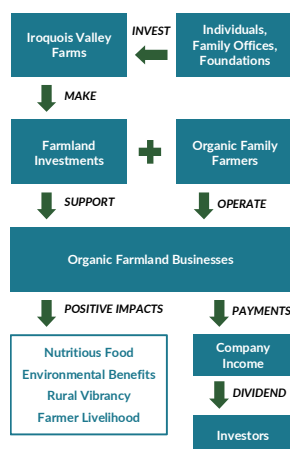 Iroquois Valley
Farms
INVEST
Individuals,
Family Offices,
Foundations
MAKE
Farmland
Investments
Organic Family
Farmers
SUPPORT
OPERATE
Organic Farmland Businesses
POSITIVE IMPACTS
PAYMENTS
Nutritious Food
Environmental Benefits
Rural Vibrancy
Farmer Livelihood
Company
Income
DIVIDEND
Investors